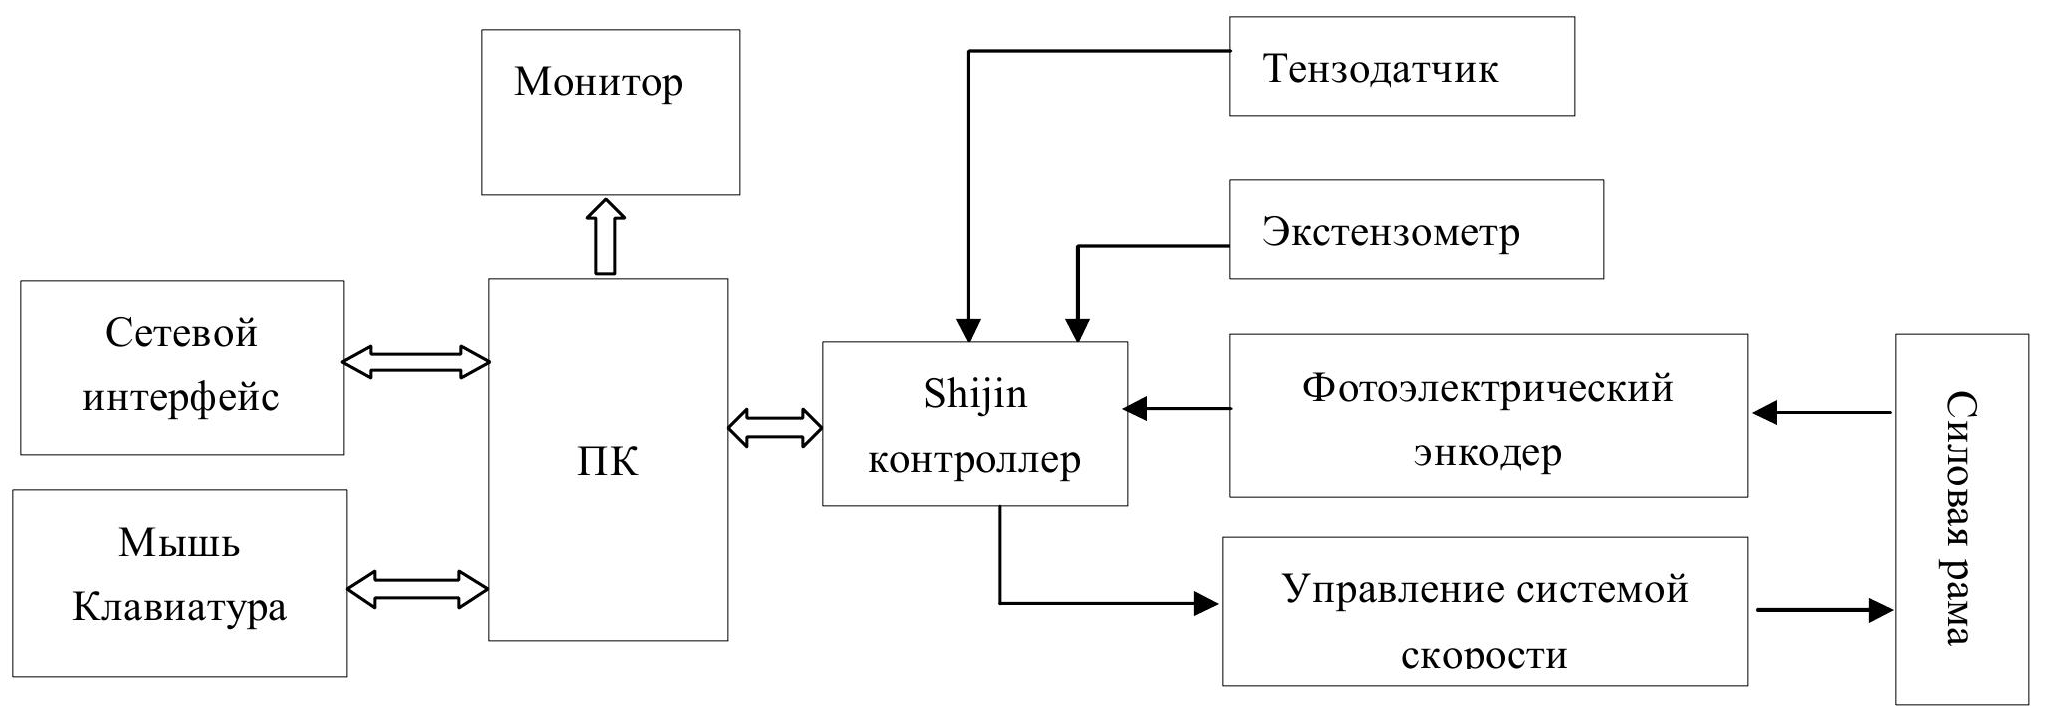 Монитор
Тензодатчик
Экстензометр
Сетевой
интерфейс
Мышь
Клавиатура
ПК
Shijin
контроллер
Фотоэлектрический
энкодер
Управление системой
скорости
Силовая рама